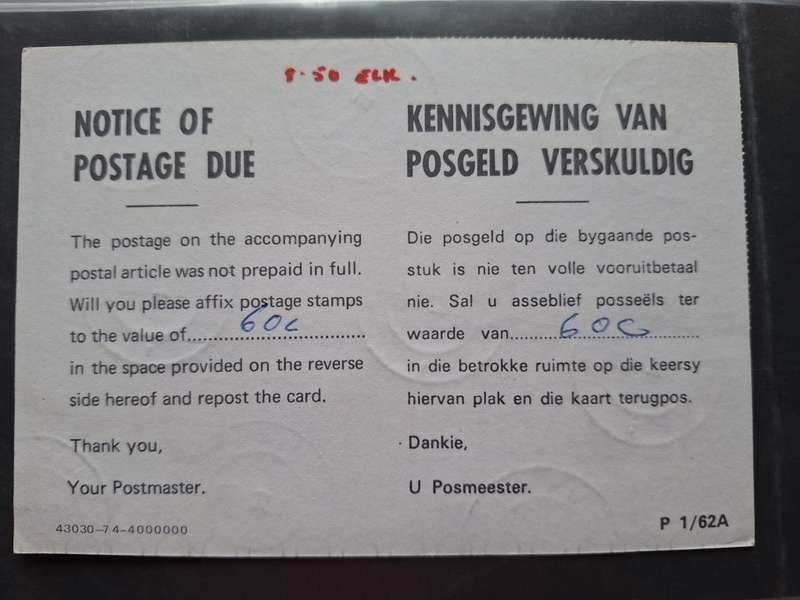 8·50 ELK.
NOTICE OF
POSTAGE DUE
The postage on the accompanying
postal article was not prepaid in full.
Will you please affix postage stamps
to the value of 60c
in the space provided on the reverse
side hereof and repost the card.
Thank you,
Your Postmaster.
43030-74-4000000
KENNISGEWING VAN
POSGELD VERSKULDIG
Die posgeld op die bygaande pos-
stuk is nie ten volle vooruitbetaal
nie. Sal u asseblief posseëls ter
waarde van 60c
in die betrokke ruimte op die keersy
hiervan plak en die kaart terugpos.
Dankie,
U Posmeester.
P 1/62A